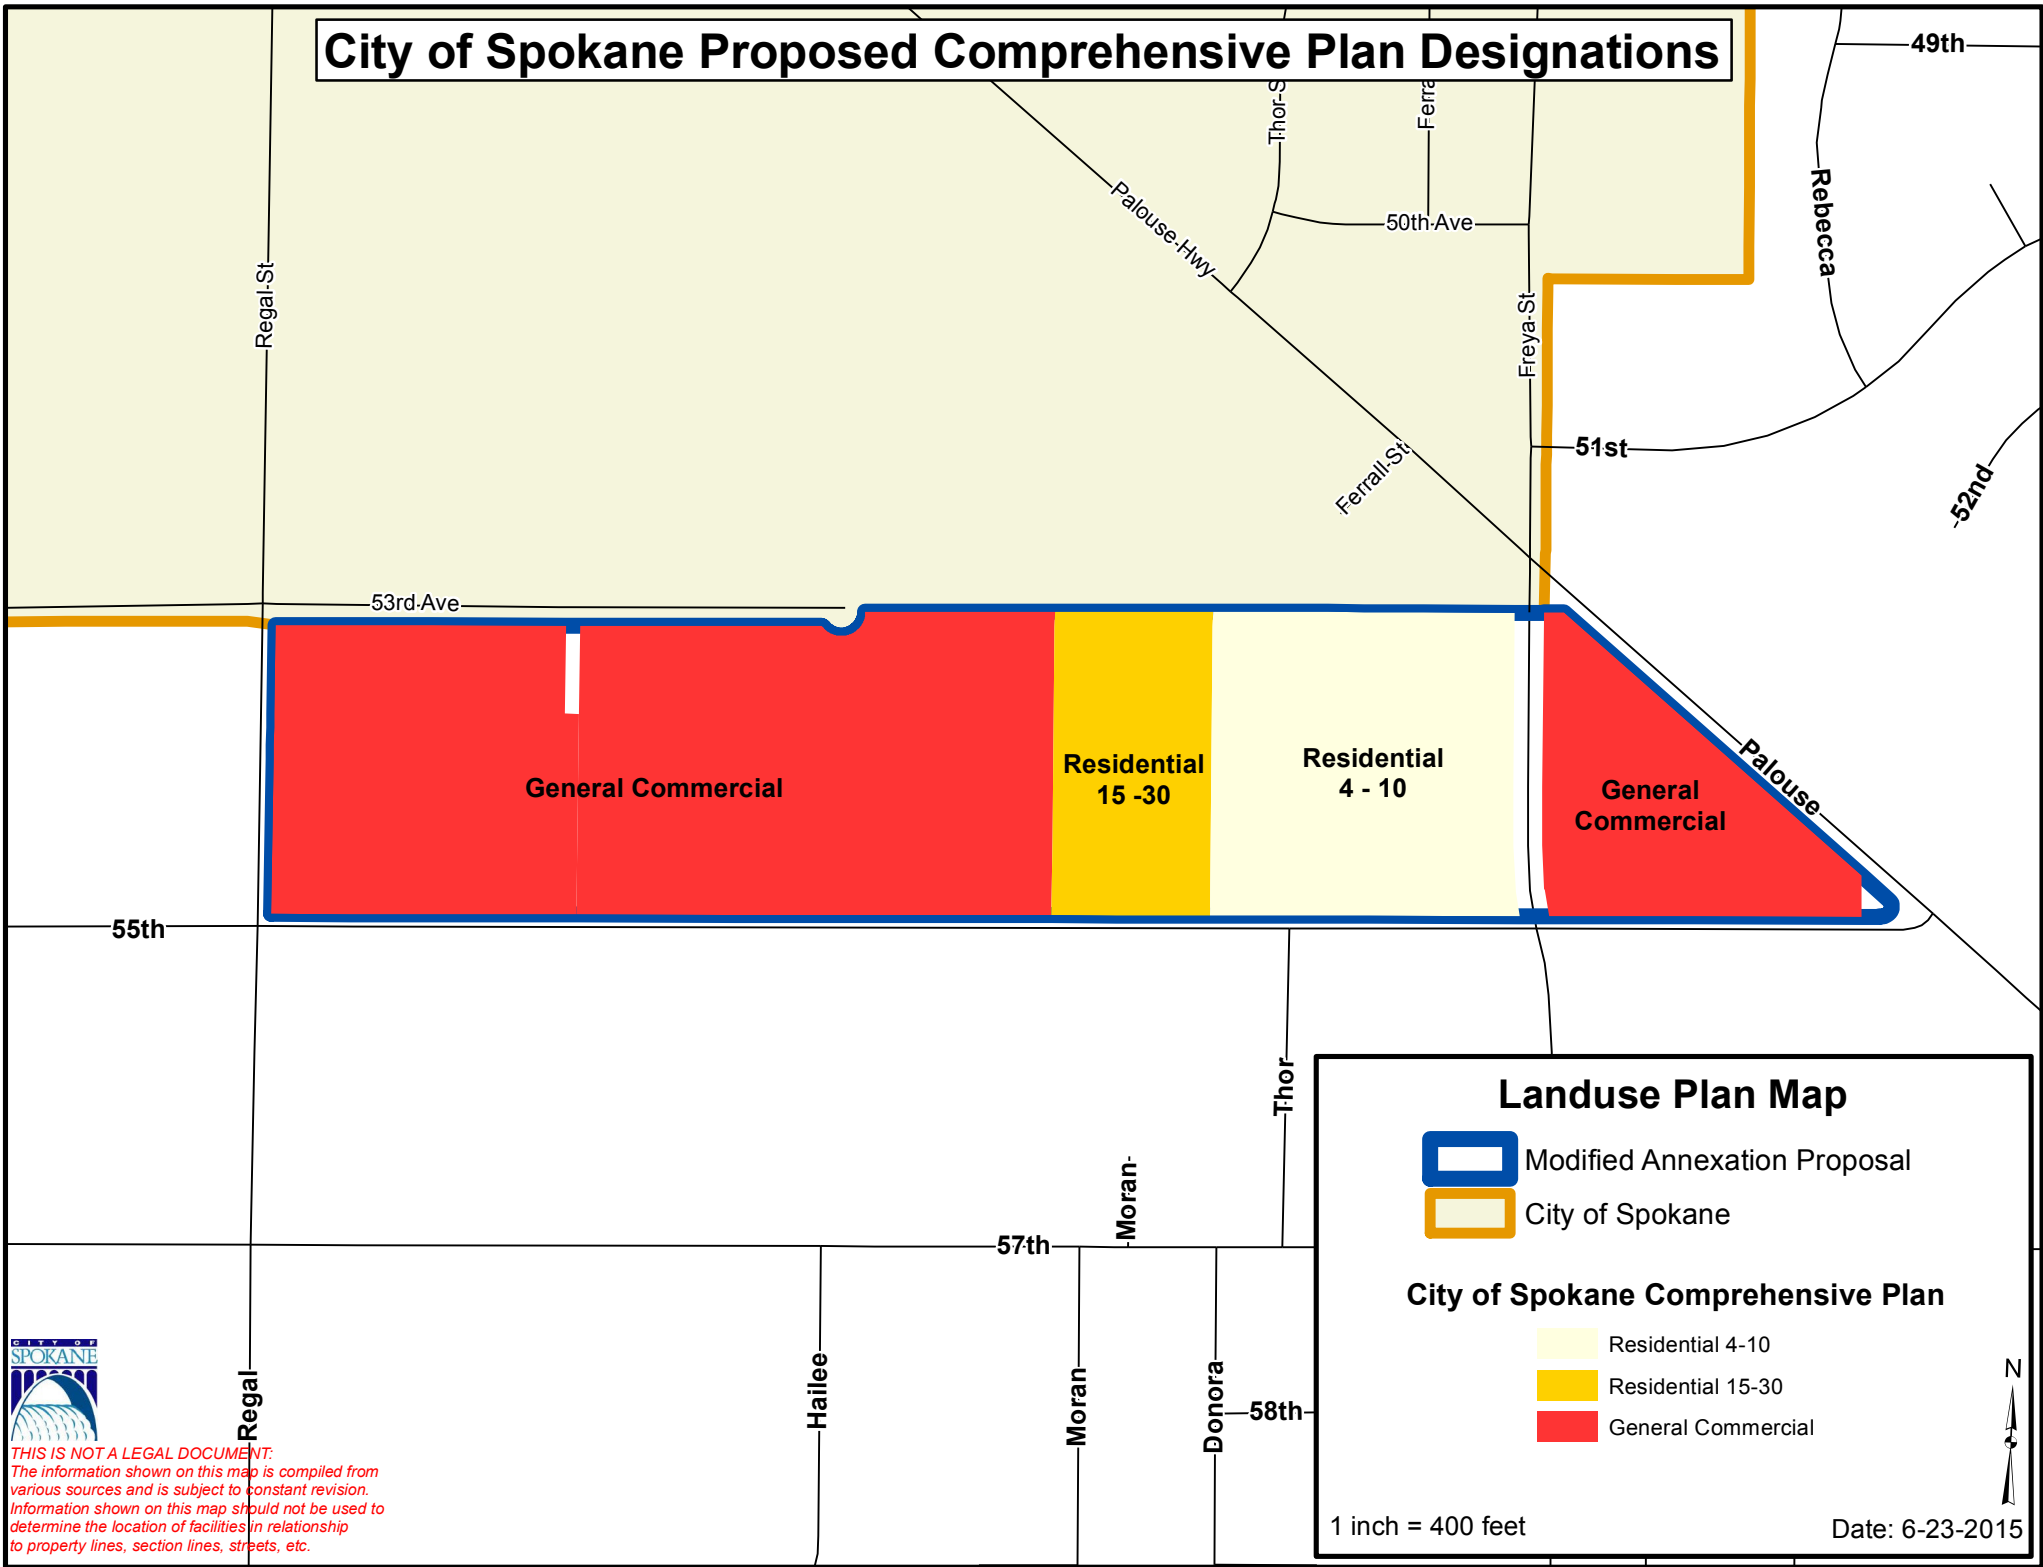 City of Spokane Proposed Comprehensive Plan Designations
49th
Thor-S
Ferra
Rebecca
Palouse Hwy
50th Ave
Regal St
Freya St
51st
Ferrall St
52nd
53rd Ave
General Commercial
Residential
15 -30
Residential
4 - 10
General
Commercial
Palouse
55th
Thor
Moran
57th
Regal
Hailee
Moran
Donora
58th
Landuse Plan Map
Modified Annexation Proposal
City of Spokane
City of Spokane Comprehensive Plan
Residential 4-10
Residential 15-30
General Commercial
N
1 inch = 400 feet
Date: 6-23-2015
CITY OF
SPOKANE
THIS IS NOT A LEGAL DOCUMENT:
The information shown on this map is compiled from
various sources and is subject to constant revision.
Information shown on this map should not be used to
determine the location of facilities in relationship
to property lines, section lines, streets, etc.